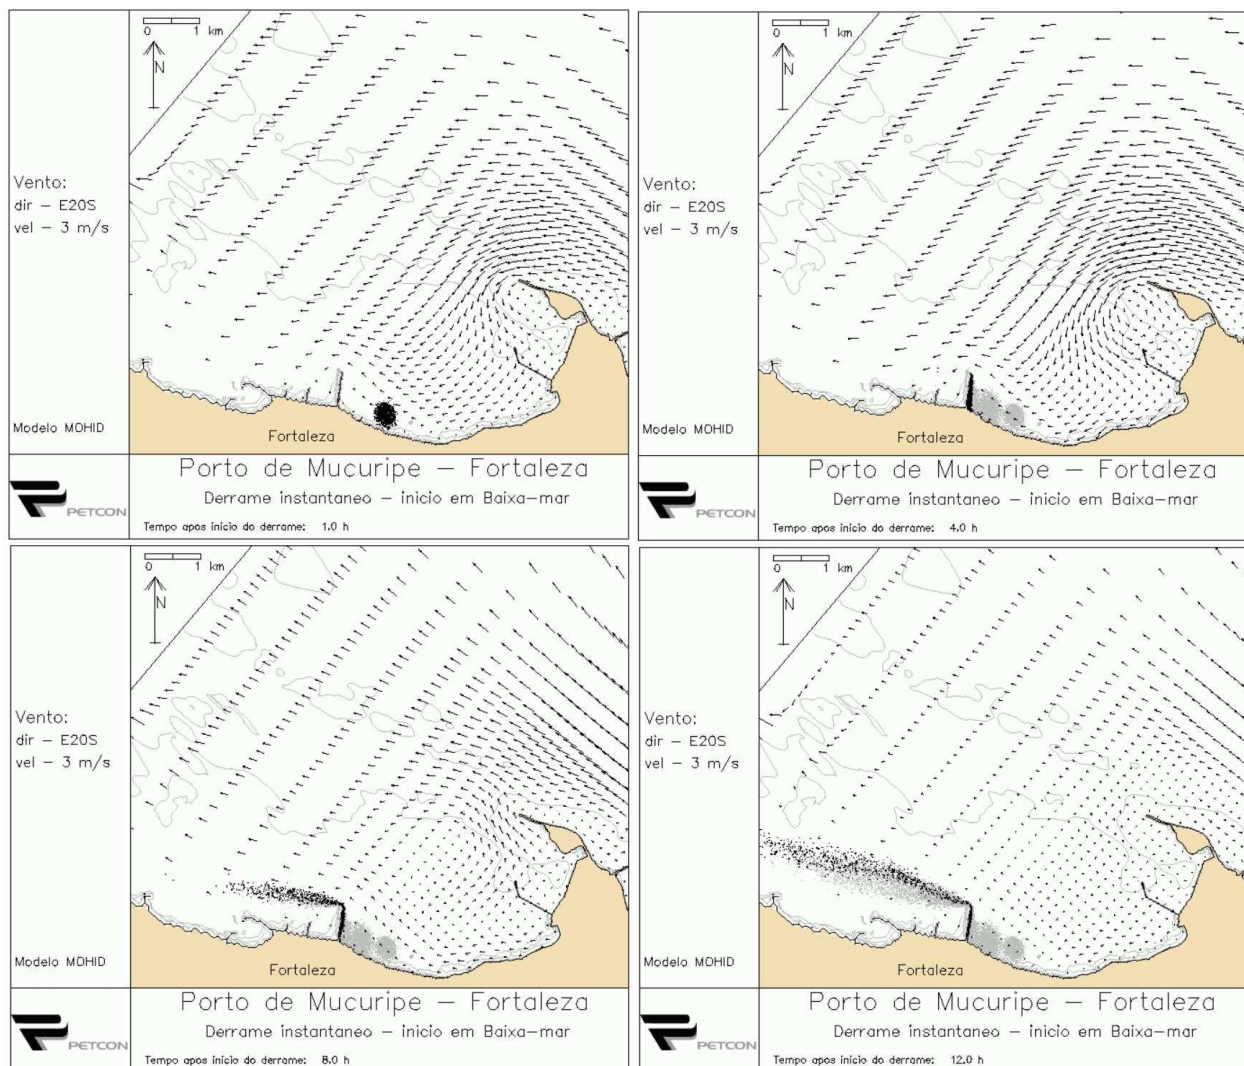 0 1 km
N
Vento:
dir - E20S
vel - 3 m/s
Modelo MOHID
Fortaleza
PETCON
Porto de Mucuripe - Fortaleza
Derrame instantaneo - inicio em Baixa-mar
Tempo apos inicio do derrame: 1.0 h
0 1 km
N
Vento:
dir - E20S
vel - 3 m/s
Modelo MOHID
Fortaleza
PETCON
Porto de Mucuripe - Fortaleza
Derrame instantaneo - inicio em Baixa-mar
Tempo apos inicio do derrame: 4.0 h
0 1 km
N
Vento:
dir - E20S
vel - 3 m/s
Modelo MOHID
Fortaleza
PETCON
Porto de Mucuripe - Fortaleza
Derrame instantaneo - inicio em Baixa-mar
Tempo apos inicio do derrame: 8.0 h
0 1 km
N
Vento:
dir - E20S
vel - 3 m/s
Modelo MOHID
Fortaleza
PETCON
Porto de Mucuripe - Fortaleza
Derrame instantaneo - inicio em Baixa-mar
Tempo apos inicio do derrame: 12.0 h